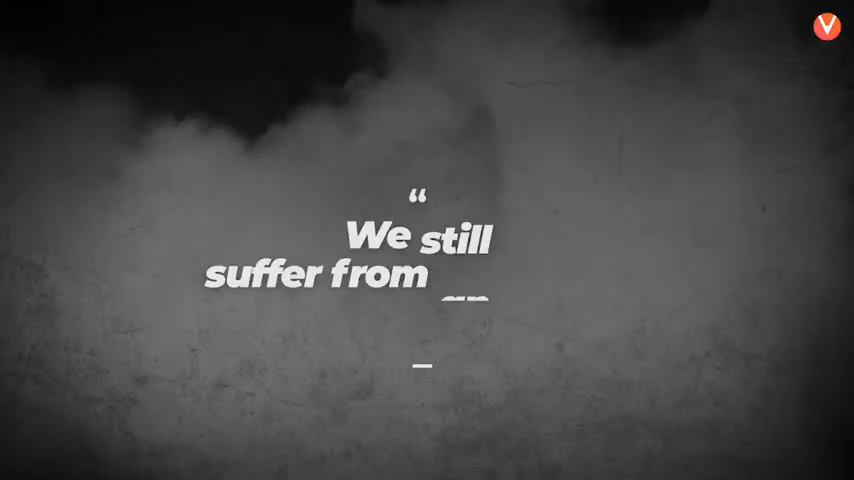 “
We still
suffer from